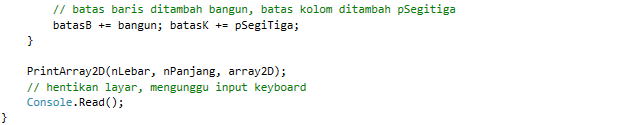 // batas baris ditambah bangun, batas kolom ditambah pSegitiga
batasB += bangun; batasK += pSegiTiga;
}
PrintArray2D(nLebar, nPanjang, array2D);
// hentikan layar, mengunggu input keyboard
Console.Read();
}